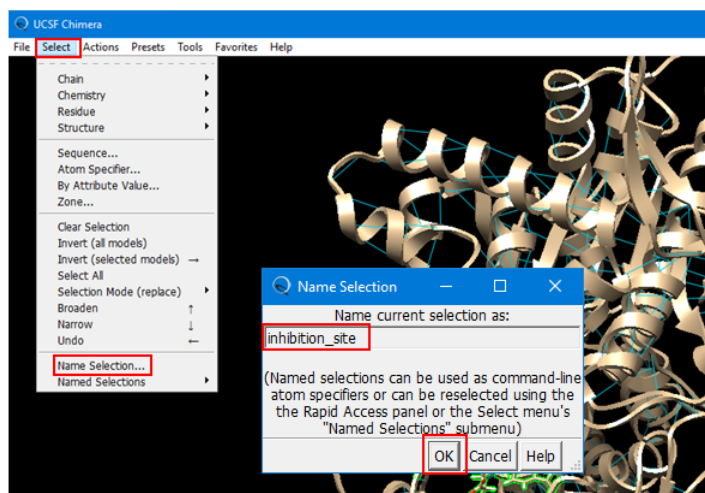 UCSF Chimera
File Select Actions Presets Tools Favorites Help
Chain
Chemistry
Residue
Structure
Sequence...
Atom Specifier...
By Attribute Value...
Zone...
Clear Selection
Invert (all models)
Invert (selected models) →
Select All
Selection Mode (replace)
Broaden ↑
Narrow ↓
Undo ←
Name Selection...
Named Selections
Name Selection
Name current selection as:
inhibition_site
(Named selections can be used as command-line
atom specifiers or can be reselected using the
the Rapid Access panel or the Select menu's
"Named Selections" submenu)
OK Cancel Help